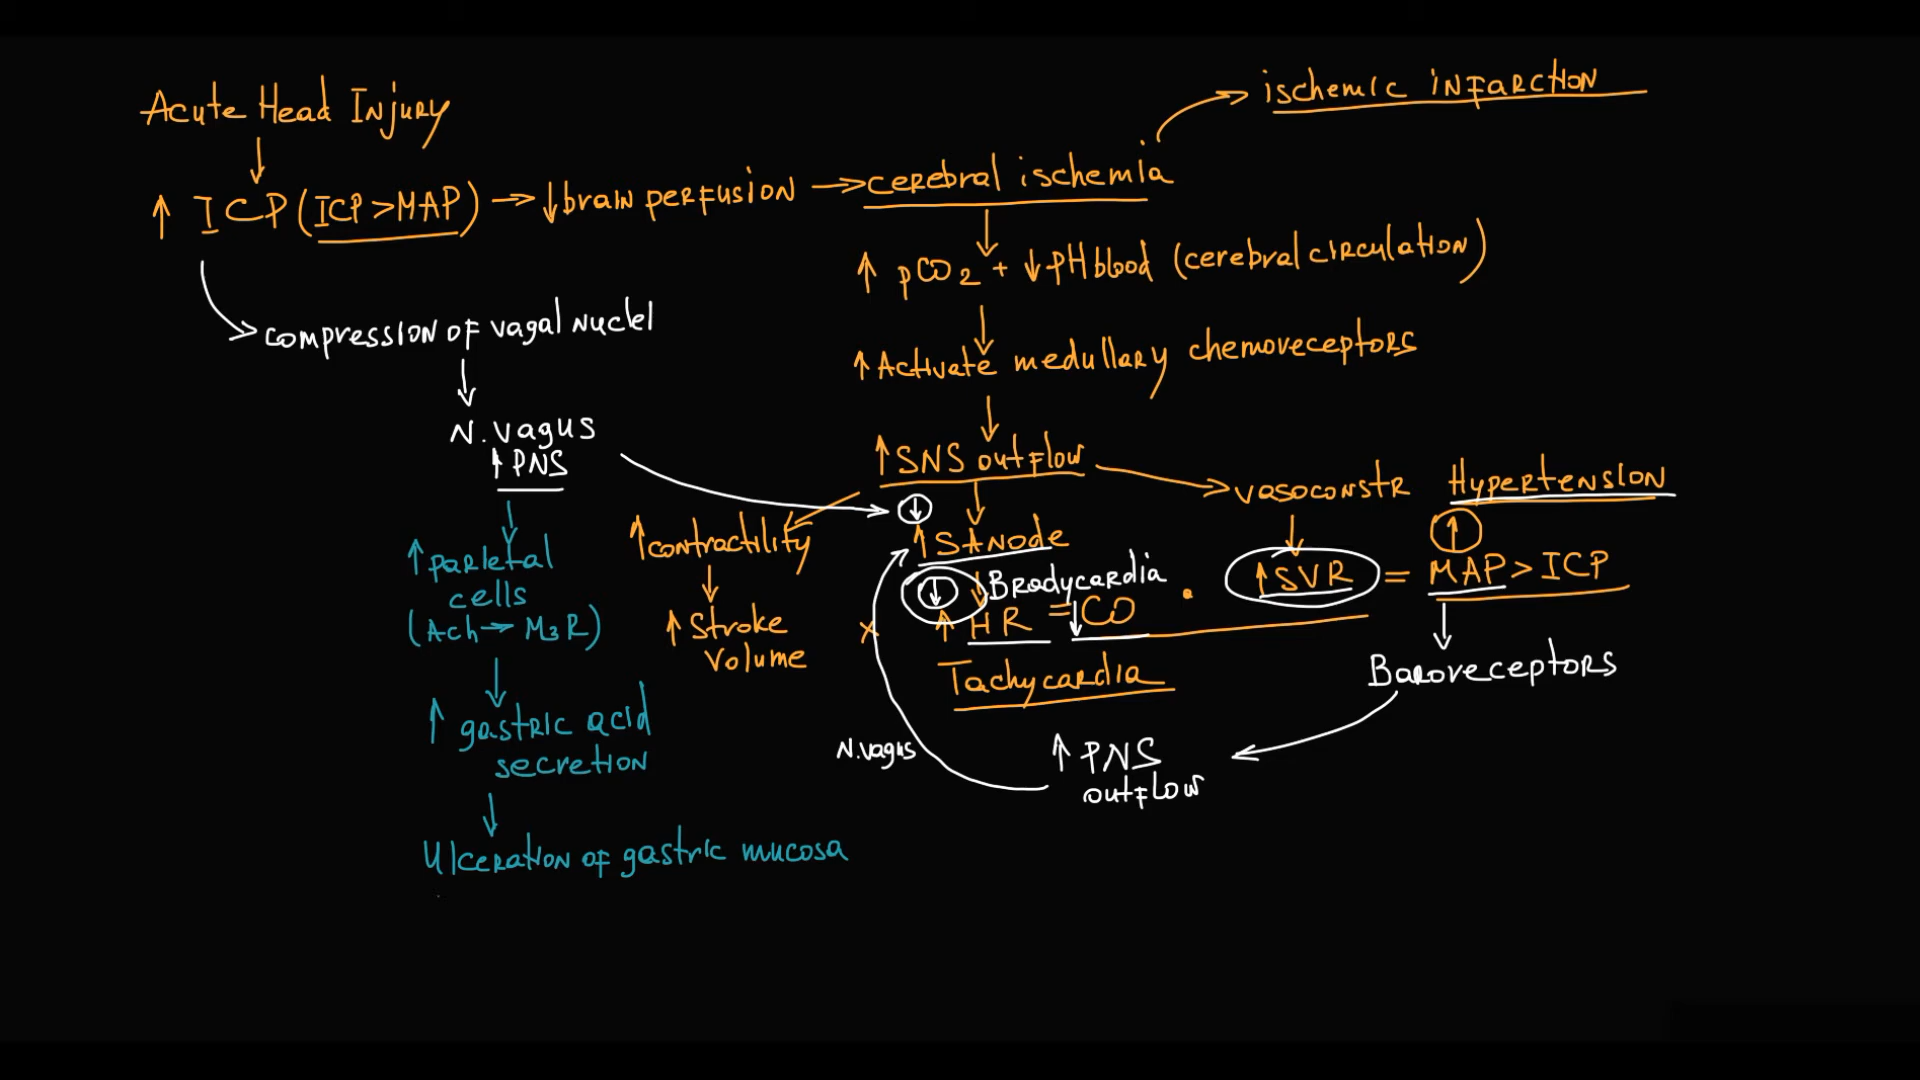 Acute Head Injury
↑ ICP (ICP > MAP) → ↓ brain perfusion → cerebral ischemia
ischemic infarction
↑ pCO2 + ↓ pH blood (cerebral circulation)
↑ Activate medullary chemoreceptors
↑ SNS outflow
compression of vagal nuclei
N. vagus
↑ PNS
↑ parietal
cells
(Ach → M3R)
↑ gastric acid
secretion
Ulceration of gastric mucosa
↑ contractility
↑ Stroke
Volume
×
↓
↑ SA Node
↓ Bradycardia
↑ HR = ↓ CO · ↑ SVR = MAP > ICP
Tachycardia
vasoconstr
Hypertension
↑
Baroreceptors
↑ PNS
outflow
N. vagus